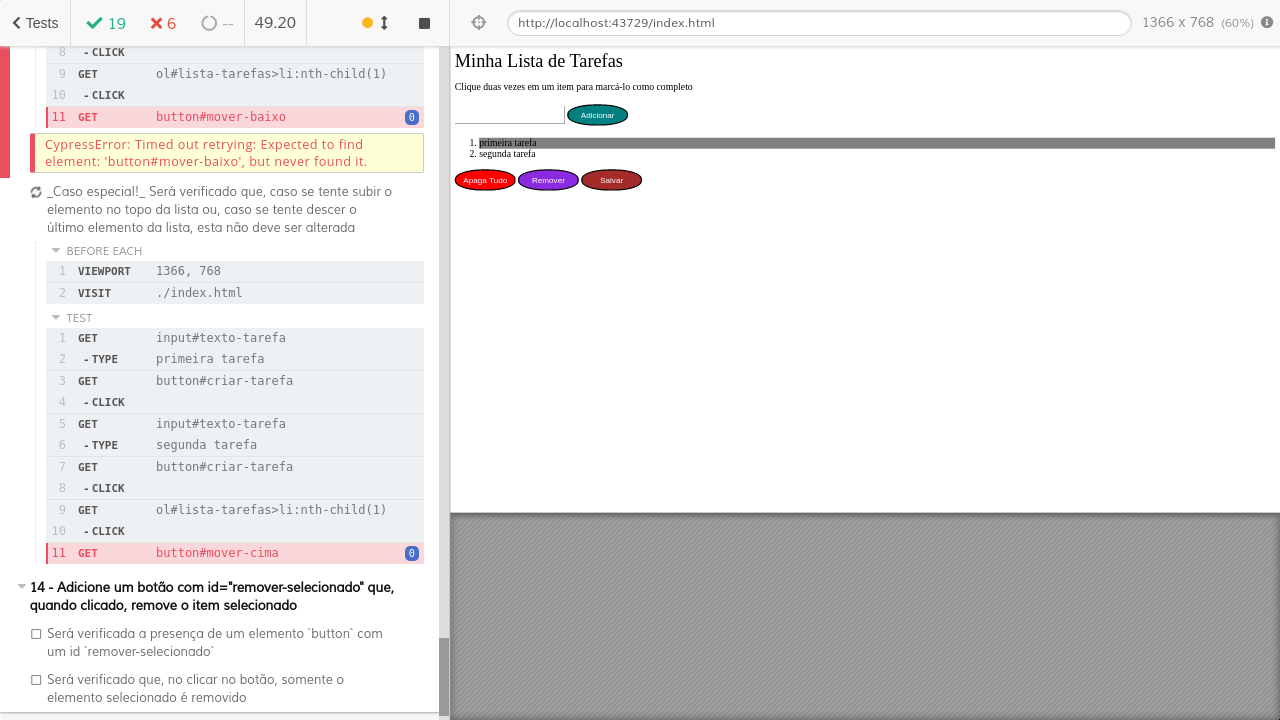 Tests 19 6 -- 49.20 http://localhost:43729/index.html 1366 x 768 (60%)
8 - CLICK
9 GET ol#lista-tarefas>li:nth-child(1)
10 - CLICK
11 GET button#mover-baixo 0
CypressError: Timed out retrying: Expected to find
element: 'button#mover-baixo', but never found it.
_Caso especial!_ Será verificado que, caso se tente subir o
elemento no topo da lista ou, caso se tente descer o
último elemento da lista, esta não deve ser alterada
BEFORE EACH
1 VIEWPORT 1366, 768
2 VISIT ./index.html
TEST
1 GET input#texto-tarefa
2 - TYPE primeira tarefa
3 GET button#criar-tarefa
4 - CLICK
5 GET input#texto-tarefa
6 - TYPE segunda tarefa
7 GET button#criar-tarefa
8 - CLICK
9 GET ol#lista-tarefas>li:nth-child(1)
10 - CLICK
11 GET button#mover-cima 0
14 - Adicione um botão com id="remover-selecionado" que,
quando clicado, remove o item selecionado
Será verificada a presença de um elemento `button` com
um id `remover-selecionado`
Será verificado que, no clicar no botão, somente o
elemento selecionado é removido
Minha Lista de Tarefas
Clique duas vezes em um item para marcá-lo como completo
Adicionar
1. primeira tarefa
2. segunda tarefa
Apaga Tudo Remover Salvar